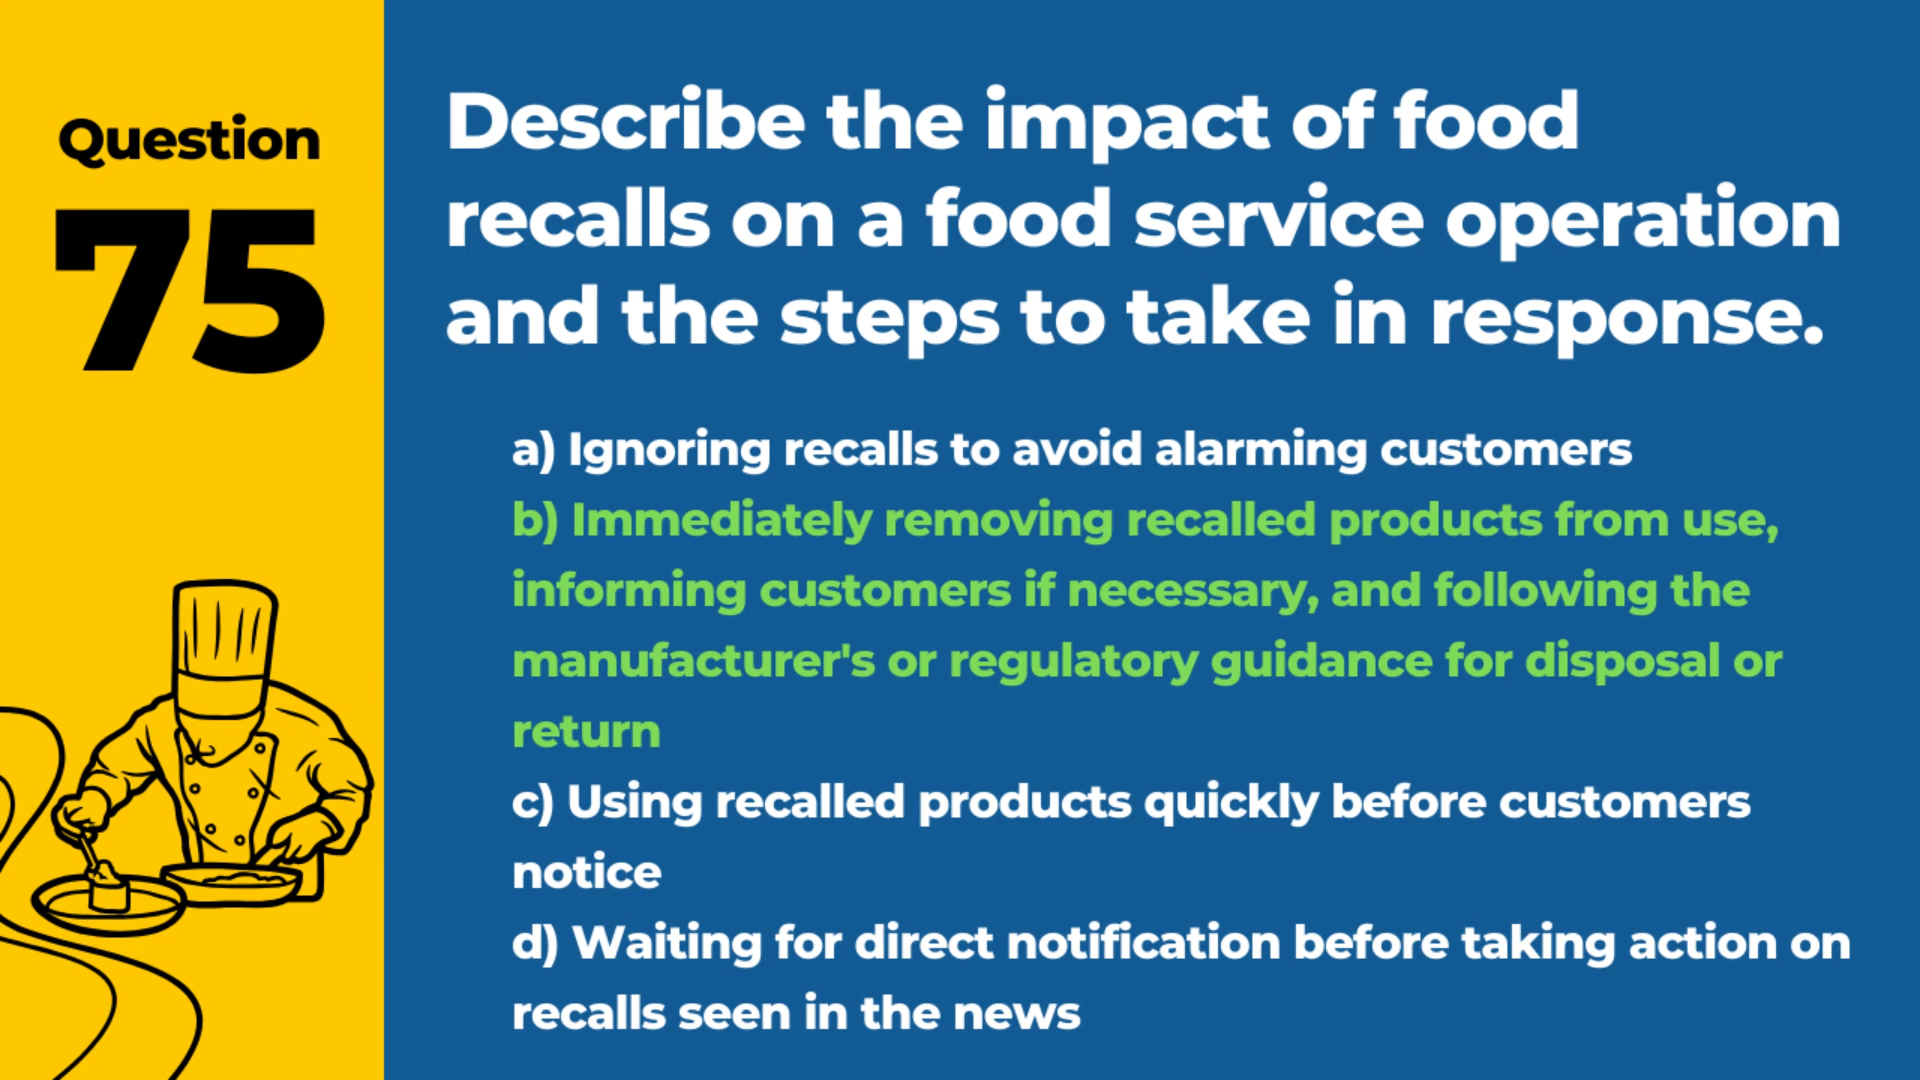 Question
75
Describe the impact of food
recalls on a food service operation
and the steps to take in response.
a) Ignoring recalls to avoid alarming customers
b) Immediately removing recalled products from use,
informing customers if necessary, and following the
manufacturer's or regulatory guidance for disposal or
return
c) Using recalled products quickly before customers
notice
d) Waiting for direct notification before taking action on
recalls seen in the news